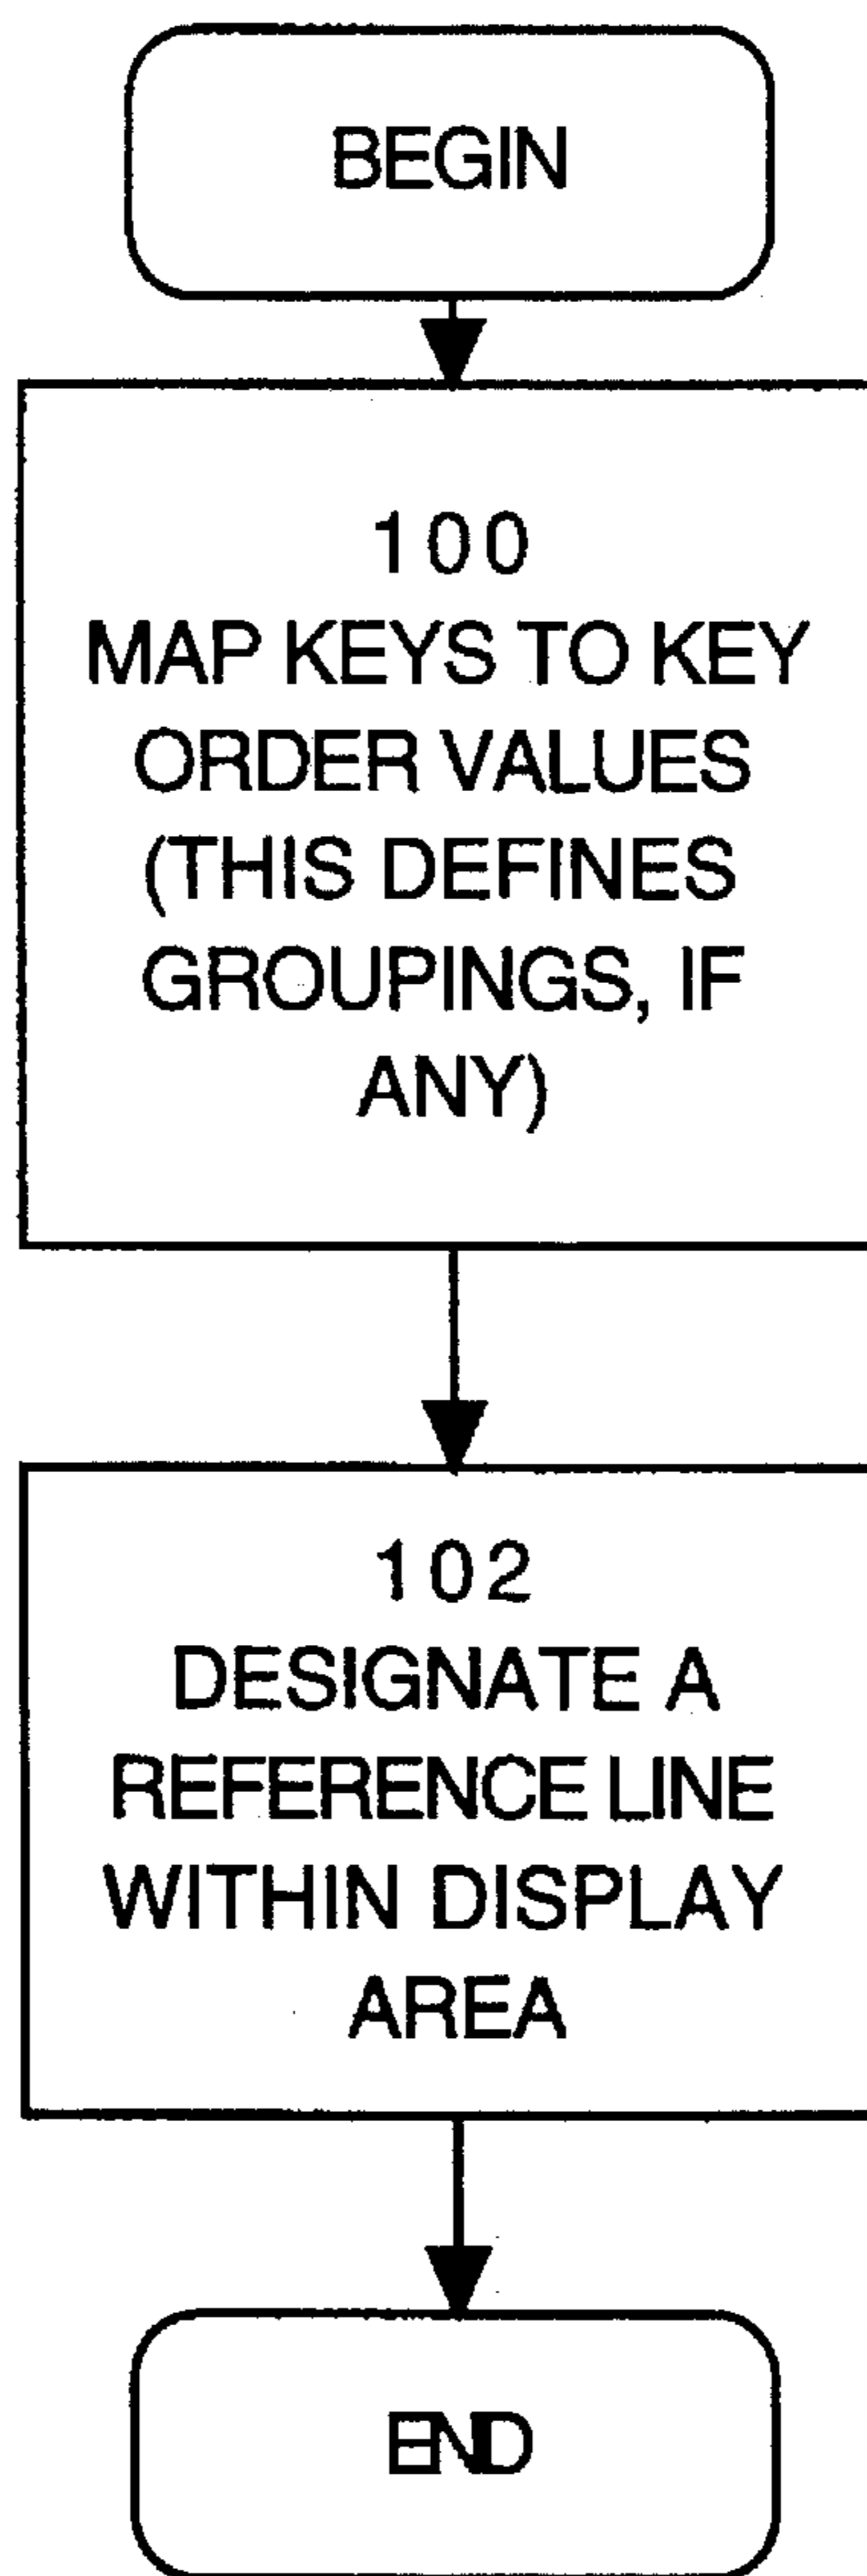 BEGIN
100
MAP KEYS TO KEY
ORDER VALUES
(THIS DEFINES
GROUPINGS, IF
ANY)
102
DESIGNATE A
REFERENCE LINE
WITHIN DISPLAY
AREA
END